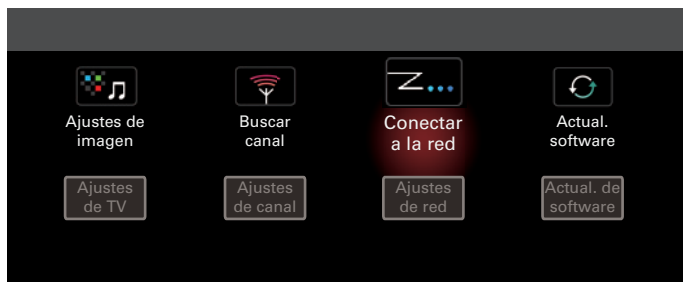 Ajustes de
imagen
Buscar
canal
Conectar
a la red
Actual.
software
Ajustes
de TV
Ajustes
de canal
Ajustes
de red
Actual. de
software